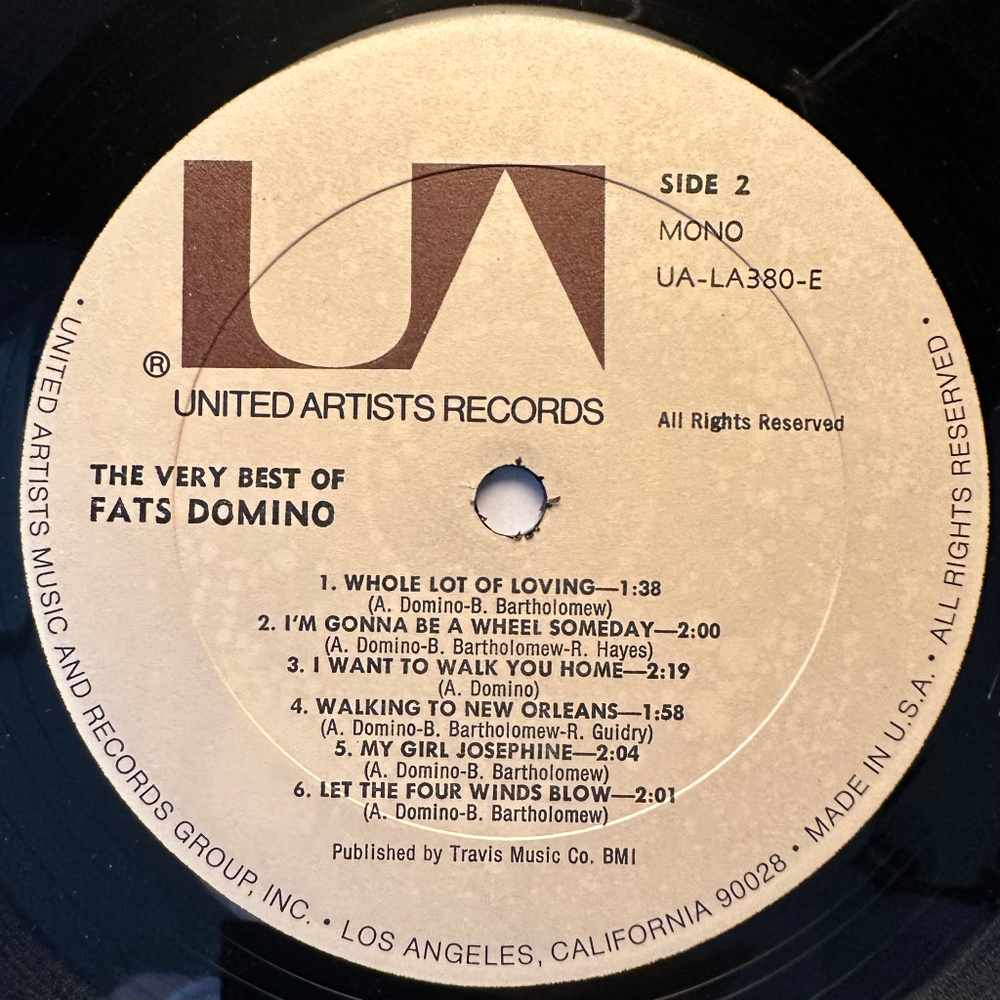 UA
SIDE 2
MONO
UA-LA380-E
®
UNITED ARTISTS RECORDS
All Rights Reserved
THE VERY BEST OF
FATS DOMINO
1. WHOLE LOT OF LOVING—1:38
(A. Domino-B. Bartholomew)
2. I'M GONNA BE A WHEEL SOMEDAY—2:00
(A. Domino-B. Bartholomew-R. Hayes)
3. I WANT TO WALK YOU HOME—2:19
(A. Domino)
4. WALKING TO NEW ORLEANS—1:58
(A. Domino-B. Bartholomew-R. Guidry)
5. MY GIRL JOSEPHINE—2:04
(A. Domino-B. Bartholomew)
6. LET THE FOUR WINDS BLOW—2:01
(A. Domino-B. Bartholomew)
Published by Travis Music Co. BMI
• UNITED ARTISTS MUSIC AND RECORDS GROUP, INC. • LOS ANGELES, CALIFORNIA 90028 • MADE IN U.S.A. • ALL RIGHTS RESERVED •